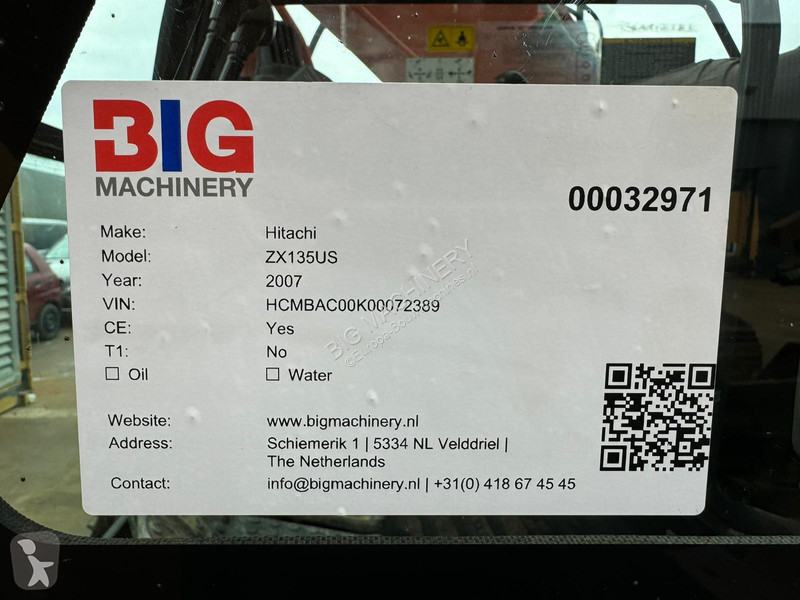 BIG
MACHINERY
00032971
Make: Hitachi
Model: ZX135US
Year: 2007
VIN: HCMBAC00K00072389
CE: Yes
T1: No
☐ Oil ☐ Water
BIG MACHINERY
Website: www.bigmachinery.nl
Address: Schiemerik 1 | 5334 NL Velddriel |
The Netherlands
Contact: info@bigmachinery.nl | +31(0) 418 67 45 45